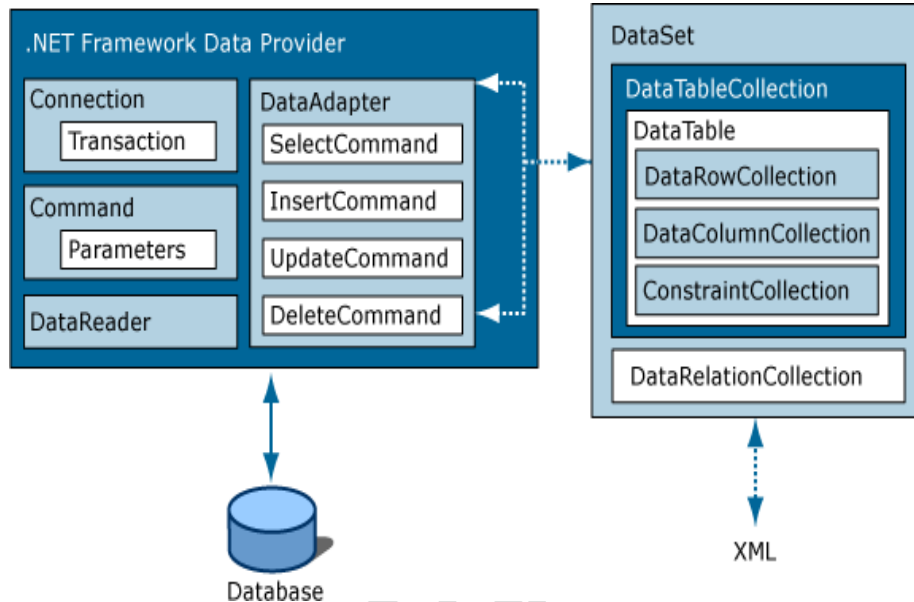 .NET Framework Data Provider
Connection
Transaction
Command
Parameters
DataReader
DataAdapter
SelectCommand
InsertCommand
UpdateCommand
DeleteCommand
DataSet
DataTableCollection
DataTable
DataRowCollection
DataColumnCollection
ConstraintCollection
DataRelationCollection
Database
XML